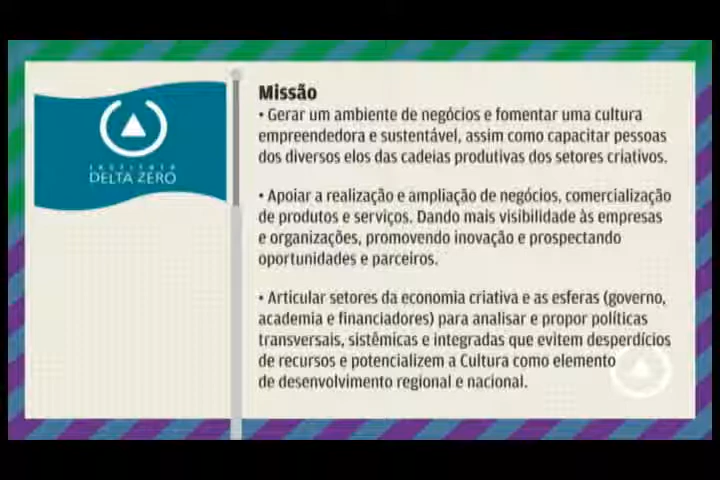 INSTITUTO
DELTA ZERO
Missão
• Gerar um ambiente de negócios e fomentar uma cultura
empreendedora e sustentável, assim como capacitar pessoas
dos diversos elos das cadeias produtivas dos setores criativos.
• Apoiar a realização e ampliação de negócios, comercialização
de produtos e serviços. Dando mais visibilidade às empresas
e organizações, promovendo inovação e prospectando
oportunidades e parceiros.
• Articular setores da economia criativa e as esferas (governo,
academia e financiadores) para analisar e propor políticas
transversais, sistêmicas e integradas que evitem desperdícios
de recursos e potencializem a Cultura como elemento
de desenvolvimento regional e nacional.